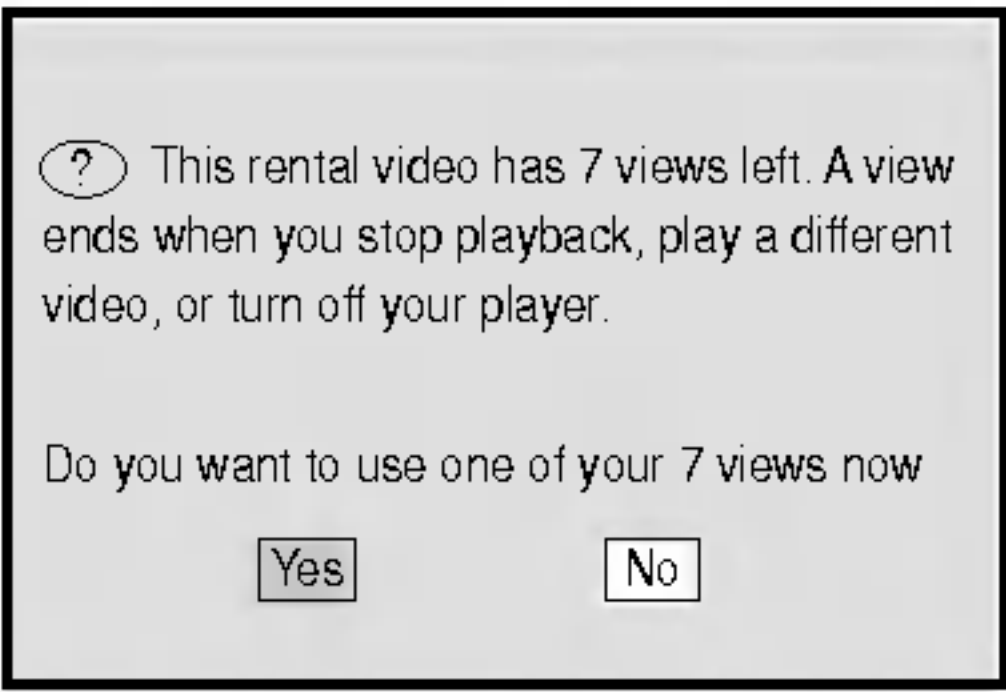 ? This rental video has 7 views left. A view
ends when you stop playback, play a different
video, or turn off your player.
Do you want to use one of your 7 views now
Yes No